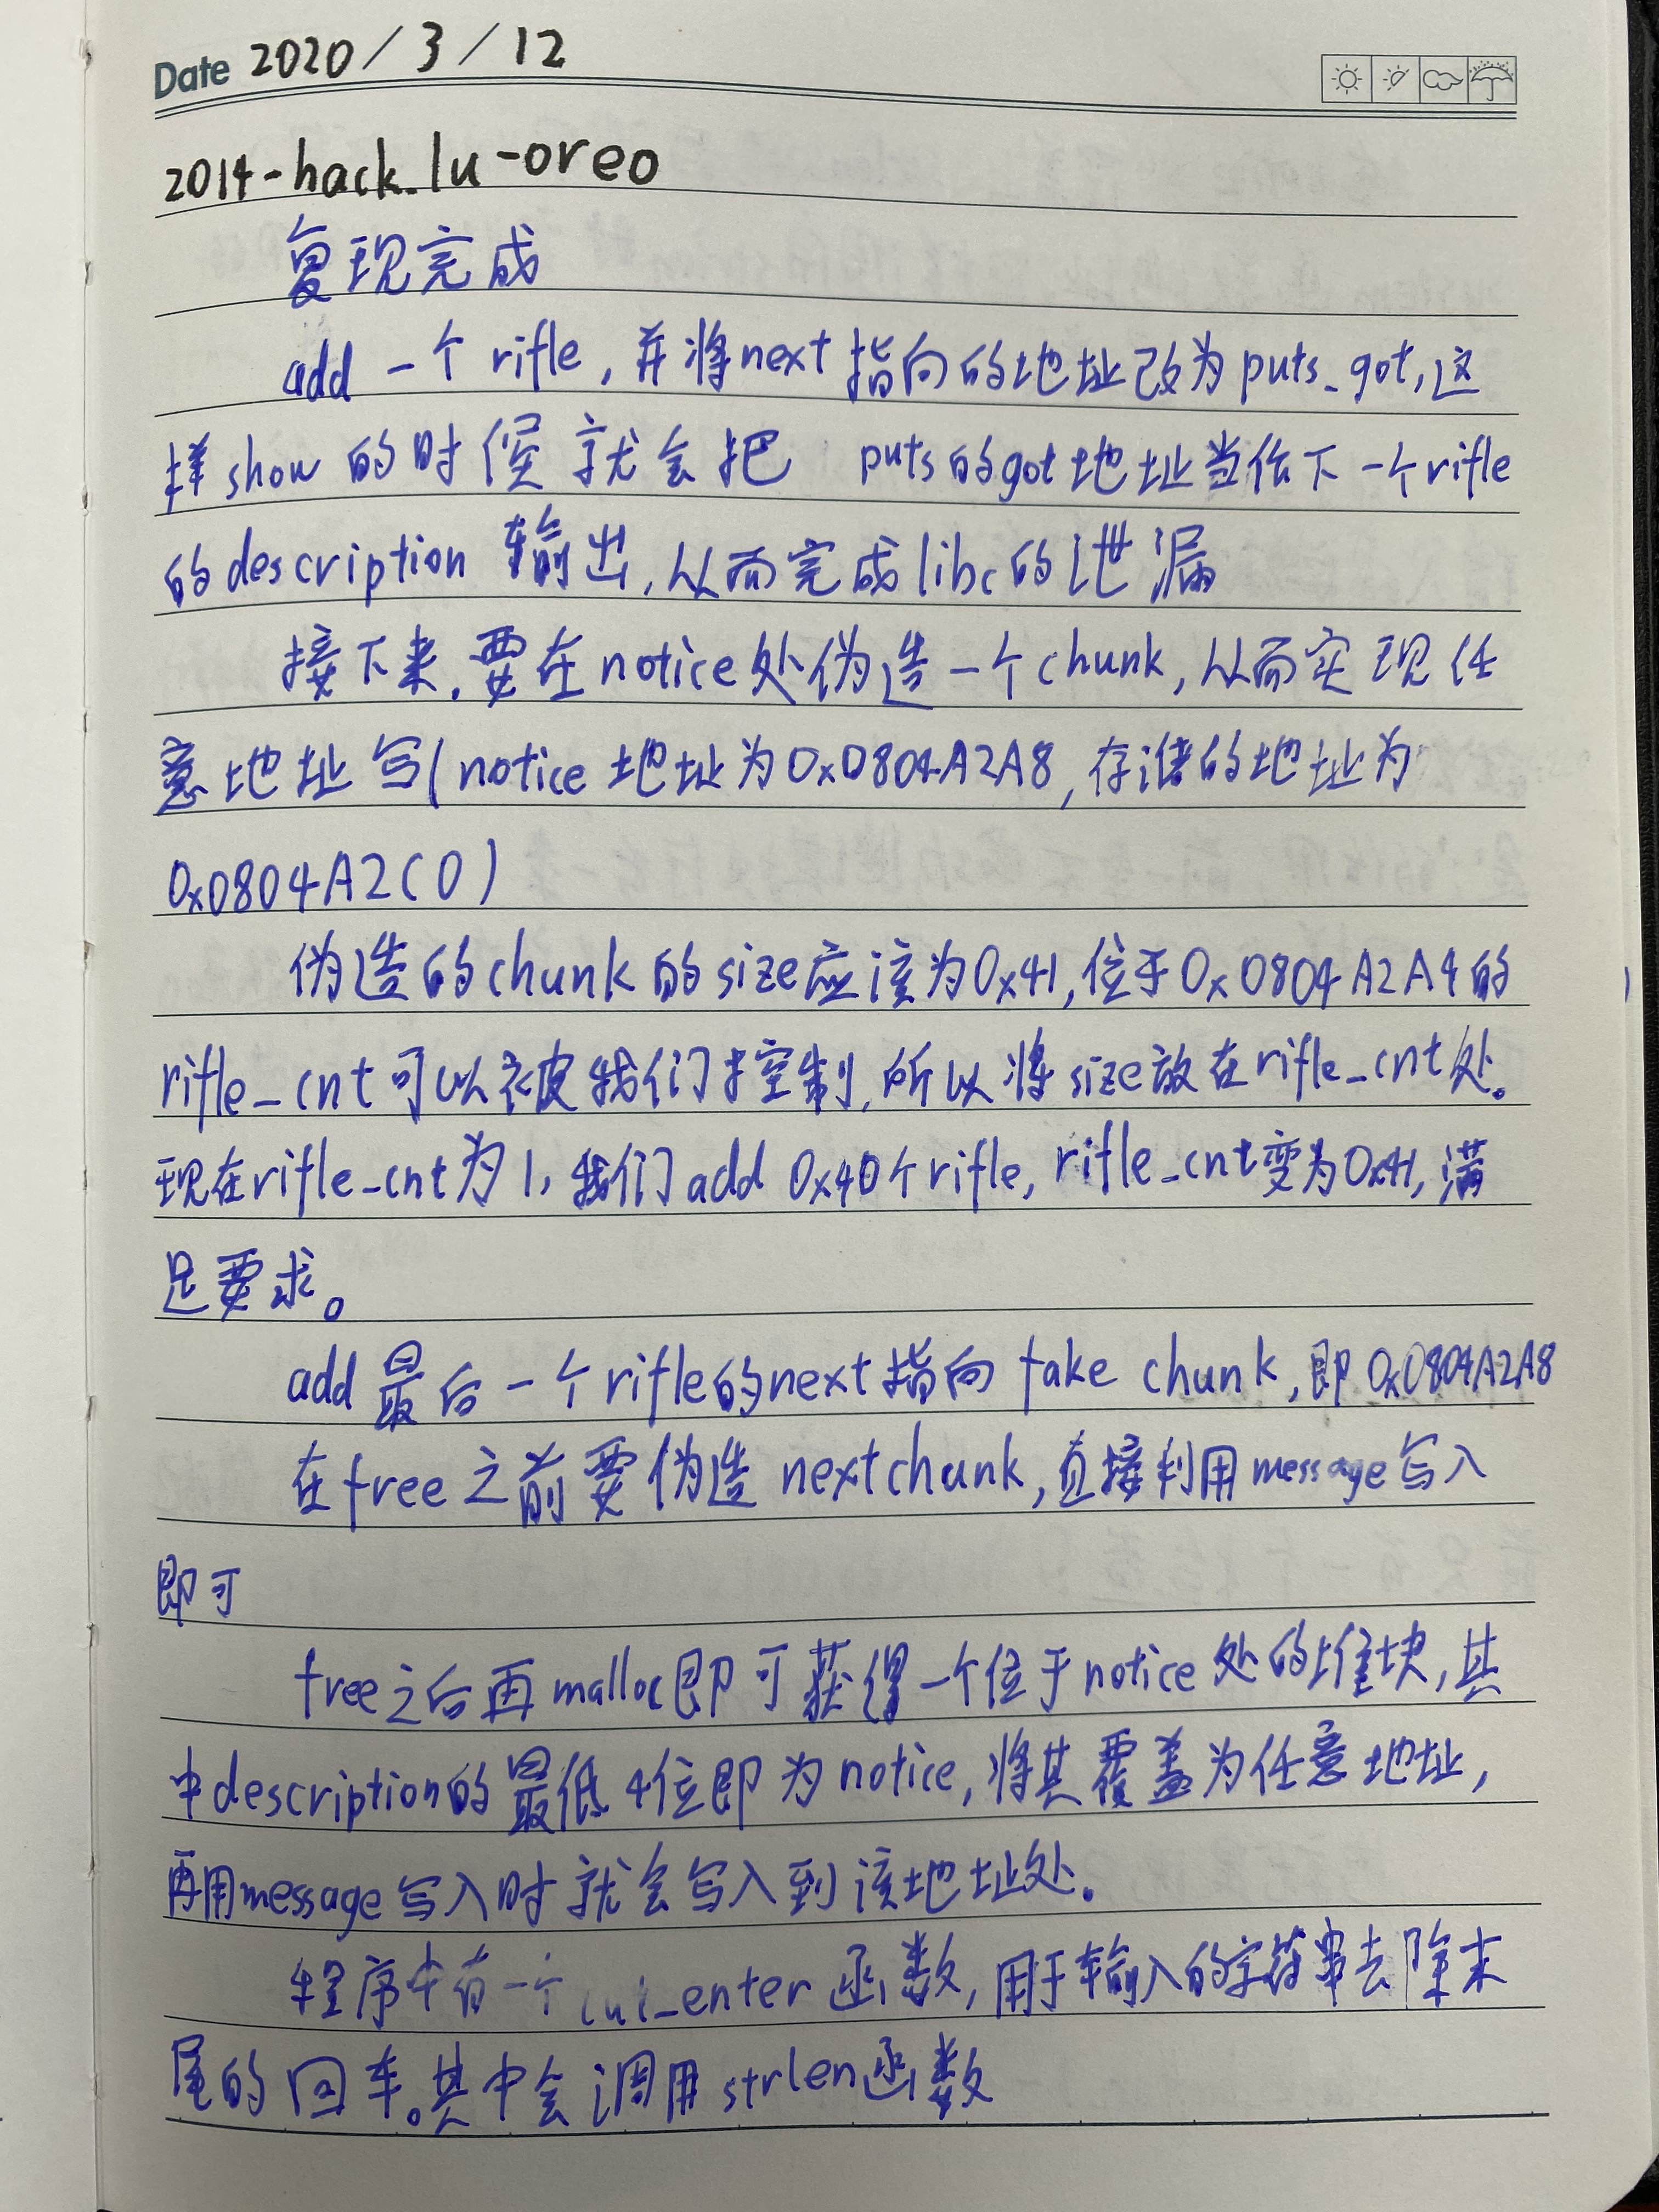 Date 2020/3/12
2014-hack.lu-oreo
复现完成
add 一个 rifle,并将next指向的地址改为puts_got,这
样show的时候就会把 puts的got地址当作下一个rifle
的description 输出,从而完成libc的泄漏
接下来,要在notice处伪造一个chunk,从而实现任
意地址写(notice地址为0x0804A2A8,存储的地址为
0x0804A2C0)
伪造的chunk的size应该为0x41,位于0x0804A2A4的
rifle_cnt可以被我们控制,所以将size放在rifle_cnt处。
现在rifle_cnt为1,我们add 0x40个rifle,rifle_cnt变为0x41,满
足要求。
add最后一个rifle的next指向 fake chunk,即0x0804A2A8
在free之前要伪造 nextchunk,直接利用message写入
即可
free之后再malloc即可获得一个位于notice处的堆块,其
中description的最低4位即为notice,将其覆盖为任意地址,
再用message写入时就会写入到该地址处。
程序中有一个cut_enter函数,用于输入的字符串去除末
尾的回车。其中会调用strlen函数